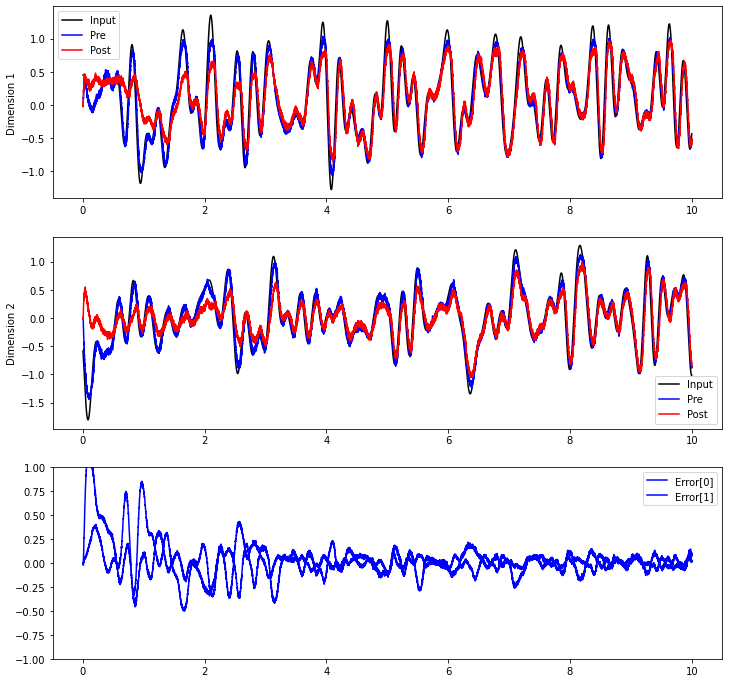 Dimension 1
1.0
0.5
0.0
−0.5
−1.0
Input
Pre
Post
0 2 4 6 8 10
Dimension 2
1.0
0.5
0.0
−0.5
−1.0
−1.5
Input
Pre
Post
0 2 4 6 8 10
1.00
0.75
0.50
0.25
0.00
−0.25
−0.50
−0.75
−1.00
Error[0]
Error[1]
0 2 4 6 8 10